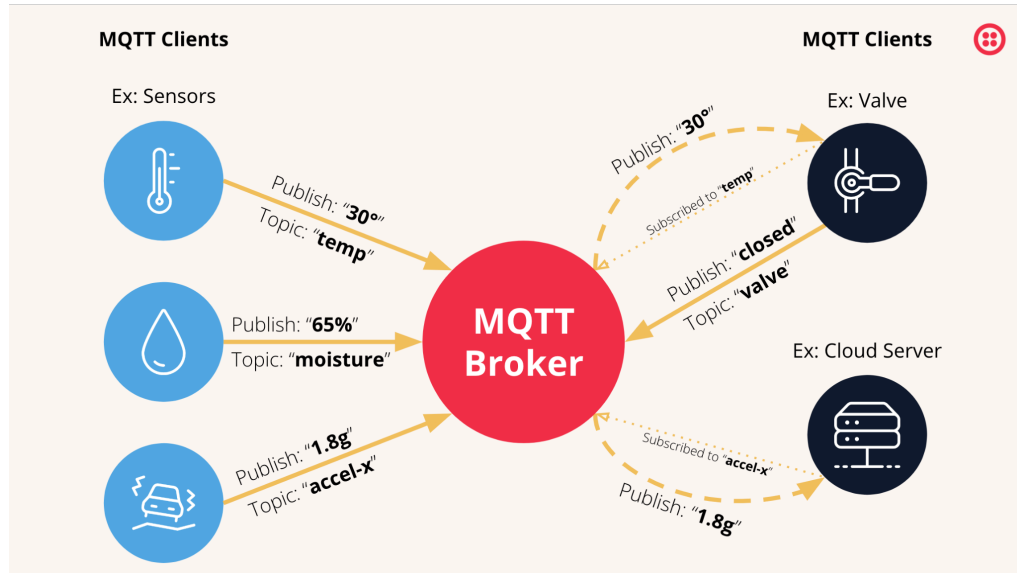 MQTT Clients
MQTT Clients
Ex: Sensors
Ex: Valve
Publish: “30°”
Topic: “temp”
Publish: “30°”
Subscribed to “temp”
Publish: “closed”
Topic: “valve”
Publish: “65%”
Topic: “moisture”
MQTT
Broker
Ex: Cloud Server
Publish: “1.8g”
Topic: “accel-x”
Subscribed to “accel-x”
Publish: “1.8g”